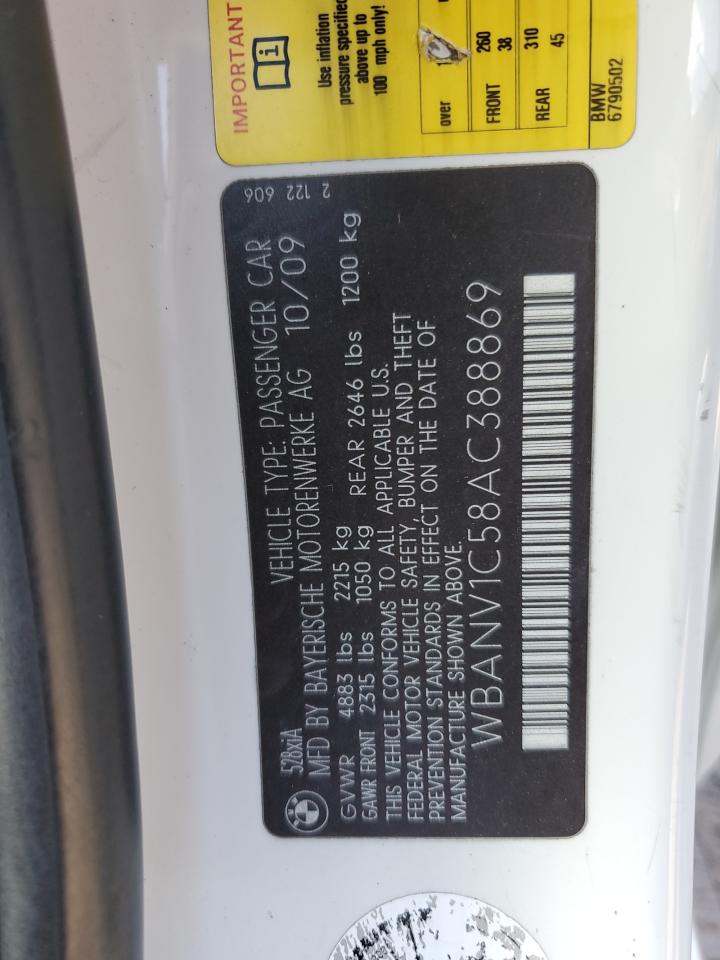 IMPORTANT
i
Use inflation
pressure specified
above up to
100 mph only!
over
FRONT 260 38
REAR 310 45
BMW
6790502
2 122 606
528xiA VEHICLE TYPE: PASSENGER CAR
MFD BY BAYERISCHE MOTORENWERKE AG 10/09
GVWR 4883 lbs 2215 kg
GAWR FRONT 2315 lbs 1050 kg REAR 2646 lbs 1200 kg
THIS VEHICLE CONFORMS TO ALL APPLICABLE U.S.
FEDERAL MOTOR VEHICLE SAFETY, BUMPER AND THEFT
PREVENTION STANDARDS IN EFFECT ON THE DATE OF
MANUFACTURE SHOWN ABOVE.
WBANV1C58AC388869